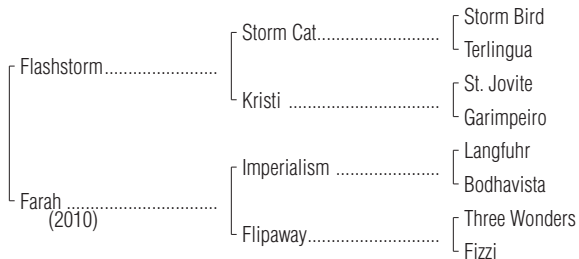 Storm Bird
Storm Cat
Terlingua
Flashstorm
St. Jovite
Kristi
Garimpeiro
Langfuhr
Imperialism
Bodhavista
Farah
(2010)
Three Wonders
Flipaway
Fizzi